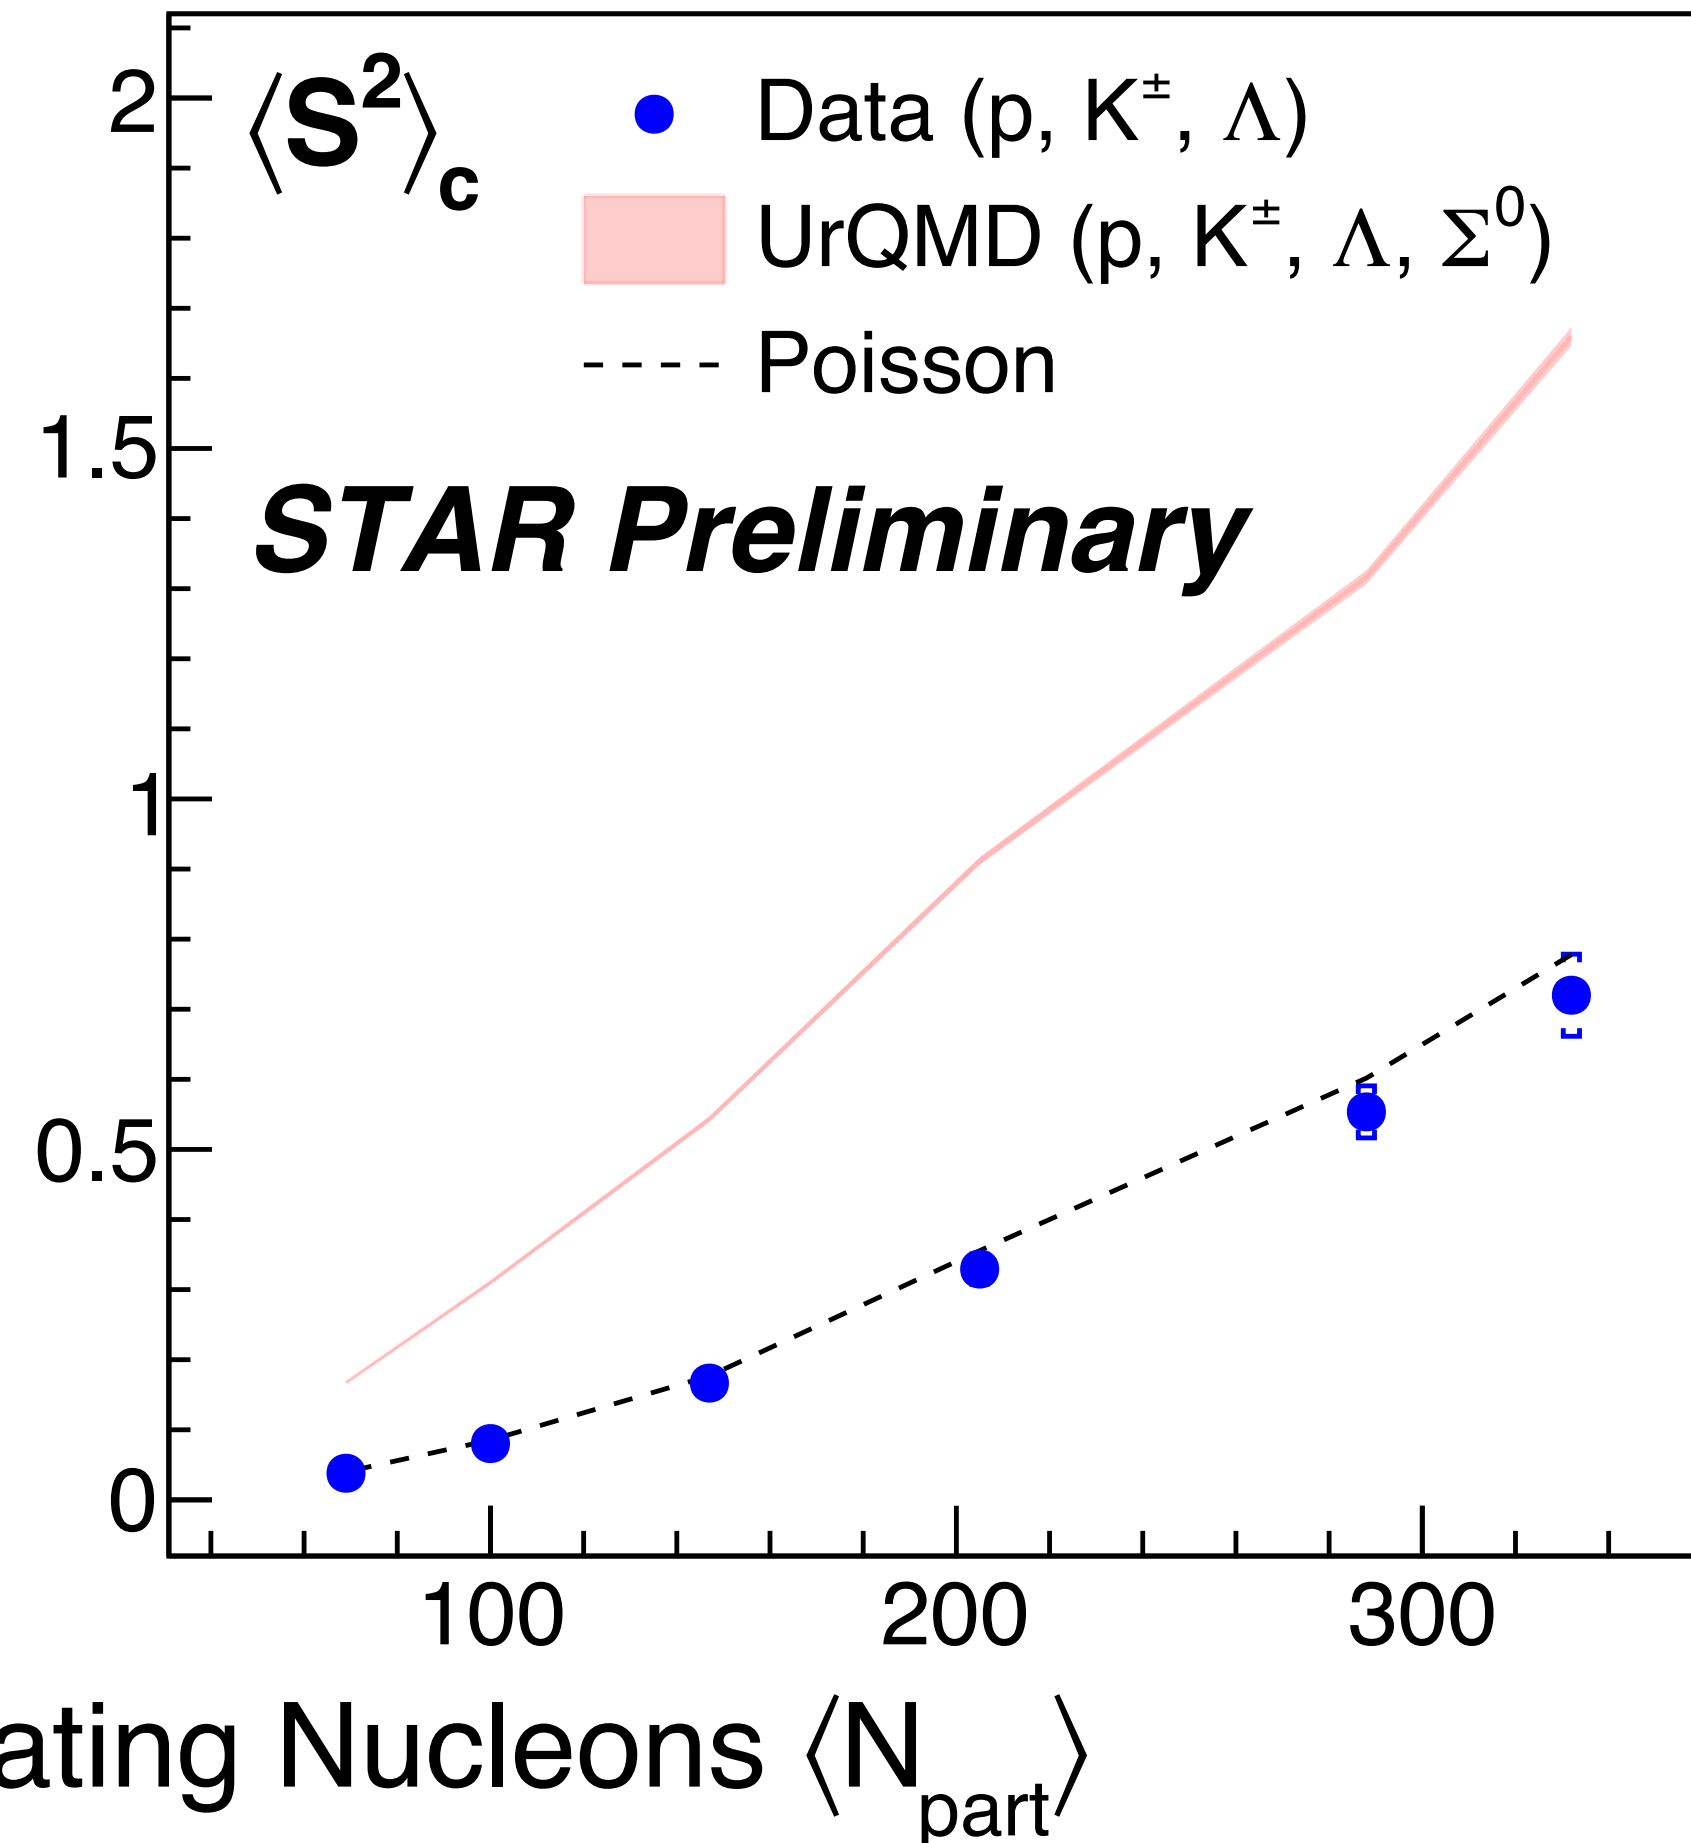 2
⟨S²⟩c
Data (p, K±, Λ)
UrQMD (p, K±, Λ, Σ⁰)
Poisson
1.5
STAR Preliminary
1
0.5
0
100 200 300
ating Nucleons ⟨Npart⟩